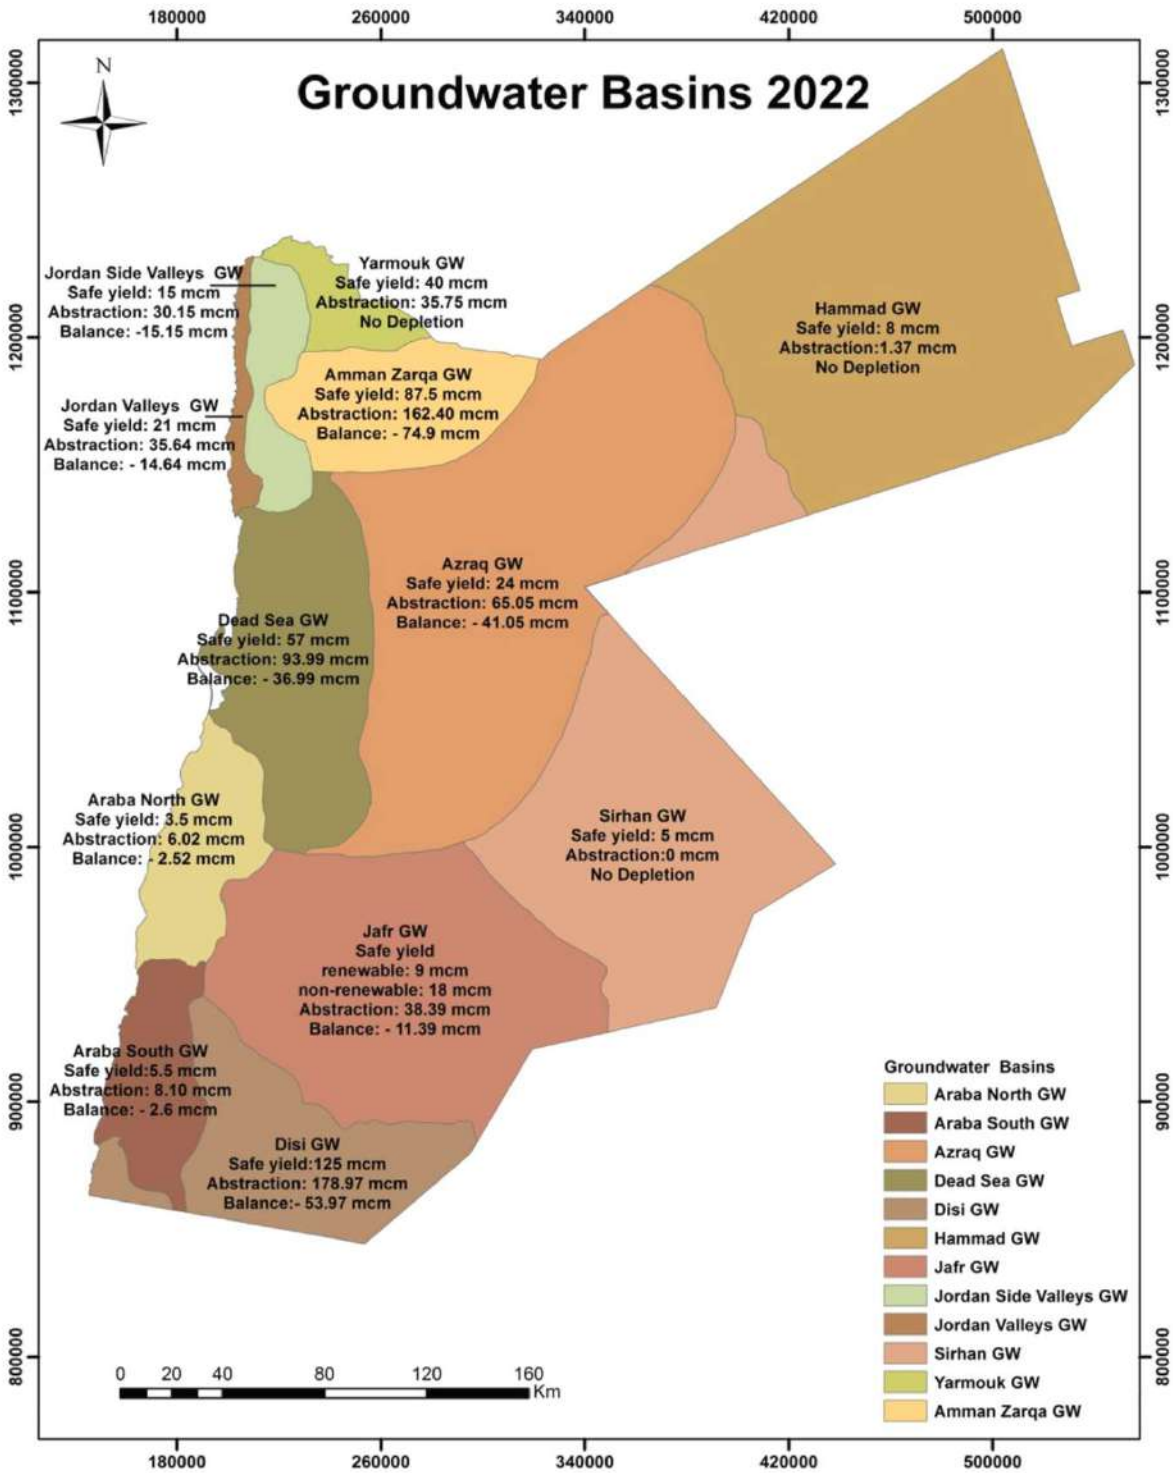 180000 260000 340000 420000 500000
Groundwater Basins 2022
N
1300000 1300000
1200000 1200000
1100000 1100000
1000000 1000000
900000 900000
800000 800000
Jordan Side Valleys GW
Safe yield: 15 mcm
Abstraction: 30.15 mcm
Balance: -15.15 mcm
Yarmouk GW
Safe yield: 40 mcm
Abstraction: 35.75 mcm
No Depletion
Hammad GW
Safe yield: 8 mcm
Abstraction:1.37 mcm
No Depletion
Amman Zarqa GW
Safe yield: 87.5 mcm
Abstraction: 162.40 mcm
Balance: - 74.9 mcm
Jordan Valleys GW
Safe yield: 21 mcm
Abstraction: 35.64 mcm
Balance: - 14.64 mcm
Azraq GW
Safe yield: 24 mcm
Abstraction: 65.05 mcm
Balance: - 41.05 mcm
Dead Sea GW
Safe yield: 57 mcm
Abstraction: 93.99 mcm
Balance: - 36.99 mcm
Araba North GW
Safe yield: 3.5 mcm
Abstraction: 6.02 mcm
Balance: - 2.52 mcm
Sirhan GW
Safe yield: 5 mcm
Abstraction:0 mcm
No Depletion
Jafr GW
Safe yield
renewable: 9 mcm
non-renewable: 18 mcm
Abstraction: 38.39 mcm
Balance: - 11.39 mcm
Araba South GW
Safe yield:5.5 mcm
Abstraction: 8.10 mcm
Balance: - 2.6 mcm
Disi GW
Safe yield:125 mcm
Abstraction: 178.97 mcm
Balance:- 53.97 mcm
Groundwater Basins
Araba North GW
Araba South GW
Azraq GW
Dead Sea GW
Disi GW
Hammad GW
Jafr GW
Jordan Side Valleys GW
Jordan Valleys GW
Sirhan GW
Yarmouk GW
Amman Zarqa GW
0 20 40 80 120 160
Km
180000 260000 340000 420000 500000